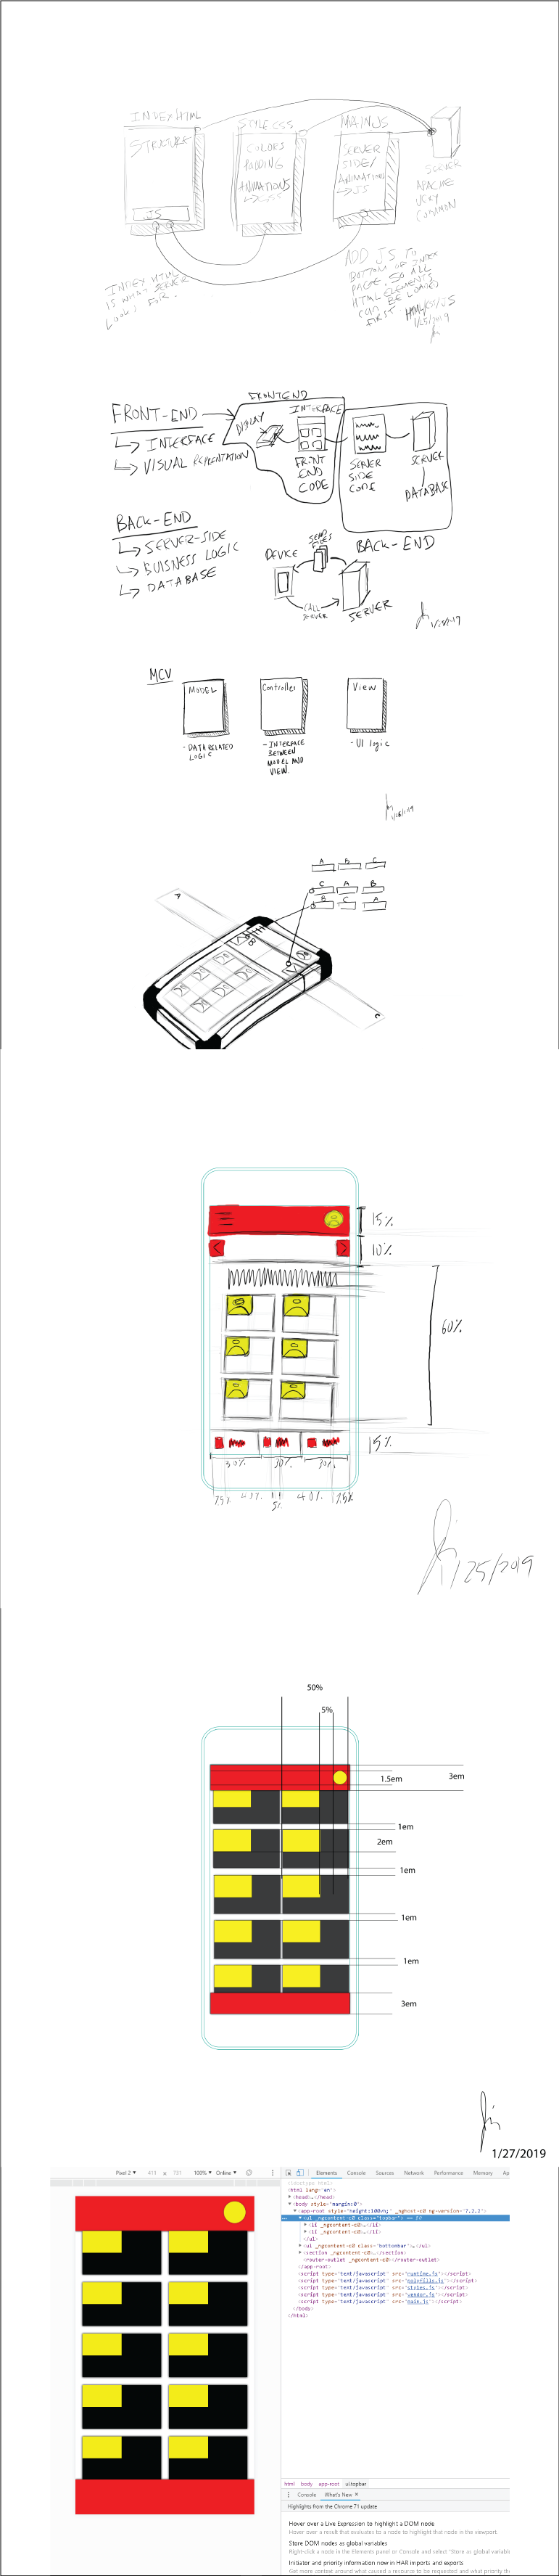 INDEX HTML
STRUCTURE
.JS
STYLE CSS
COLORS
PADDING
ANIMATIONS
↳ JS
MAIN JS
SERVER
SIDE/
ANIMATIONS
↳ JS
SERVER
APACHE
VERY
COMMON
INDEX HTML
IS WHAT SERVER
LOOKS FOR.
ADD JS TO
BOTTOM OF INDEX
PAGE. SO ALL
HTML ELEMENTS
CAN BE LOADED
FIRST
HTML/CSS/JS
1/25/2019
FRONT-END
↳ INTERFACE
↳ VISUAL
FRONTEND
DISPLAY
INTERFACE
FRONT
END
CODE
SERVER
SIDE
CODE
SERVER
DATABASE
BACK-END
BACK-END
↳ SERVER-SIDE
↳ BUISNESS LOGIC
↳ DATABASE
DEVICE
SENDS
FILES
CALL
SERVER
SERVER
MCV
MODEL
- DATA RELATED
LOGIC
Controller
- INTERFACE
BETWEEN
MODEL AND
VIEW.
View
- UI logic
A B C
C A B
B C A
A
C
15%
10%
60%
15%
30% 30% 30%
7.5% 40% 5% 40% 7.5%
1/25/2019
50%
5%
1.5em
3em
1em
2em
1em
1em
1em
3em
1/27/2019
Pixel 2 ▼ 411 × 731 100% ▼ Online ▼
Elements Console Sources Network Performance Memory Ap
<!doctype html>
<html lang="en">
<head>…</head>
<body style="margin:0">
<app-root style="height:100vh;" _nghost-c0 ng-version="7.2.2">
<ul _ngcontent-c0 class="topbar"> == $0
<li _ngcontent-c0>…</li>
<li _ngcontent-c0>…</li>
</ul>
<ul _ngcontent-c0 class="bottombar">…</ul>
<section _ngcontent-c0>…</section>
<router-outlet _ngcontent-c0></router-outlet>
</app-root>
<script type="text/javascript" src="runtime.js"></script>
<script type="text/javascript" src="polyfills.js"></script>
<script type="text/javascript" src="styles.js"></script>
<script type="text/javascript" src="vendor.js"></script>
<script type="text/javascript" src="main.js"></script>
</body>
</html>
html body app-root ul.topbar
Console What's New ×
Highlights from the Chrome 71 update
Hover over a Live Expression to highlight a DOM node
Hover over a result that evaluates to a node to highlight that node in the viewport.
Store DOM nodes as global variables
Right-click a node in the Elements panel or Console and select "Store as global variable
Initiator and priority information now in HAR imports and exports
Get more context around what caused a resource to be requested and what priority th